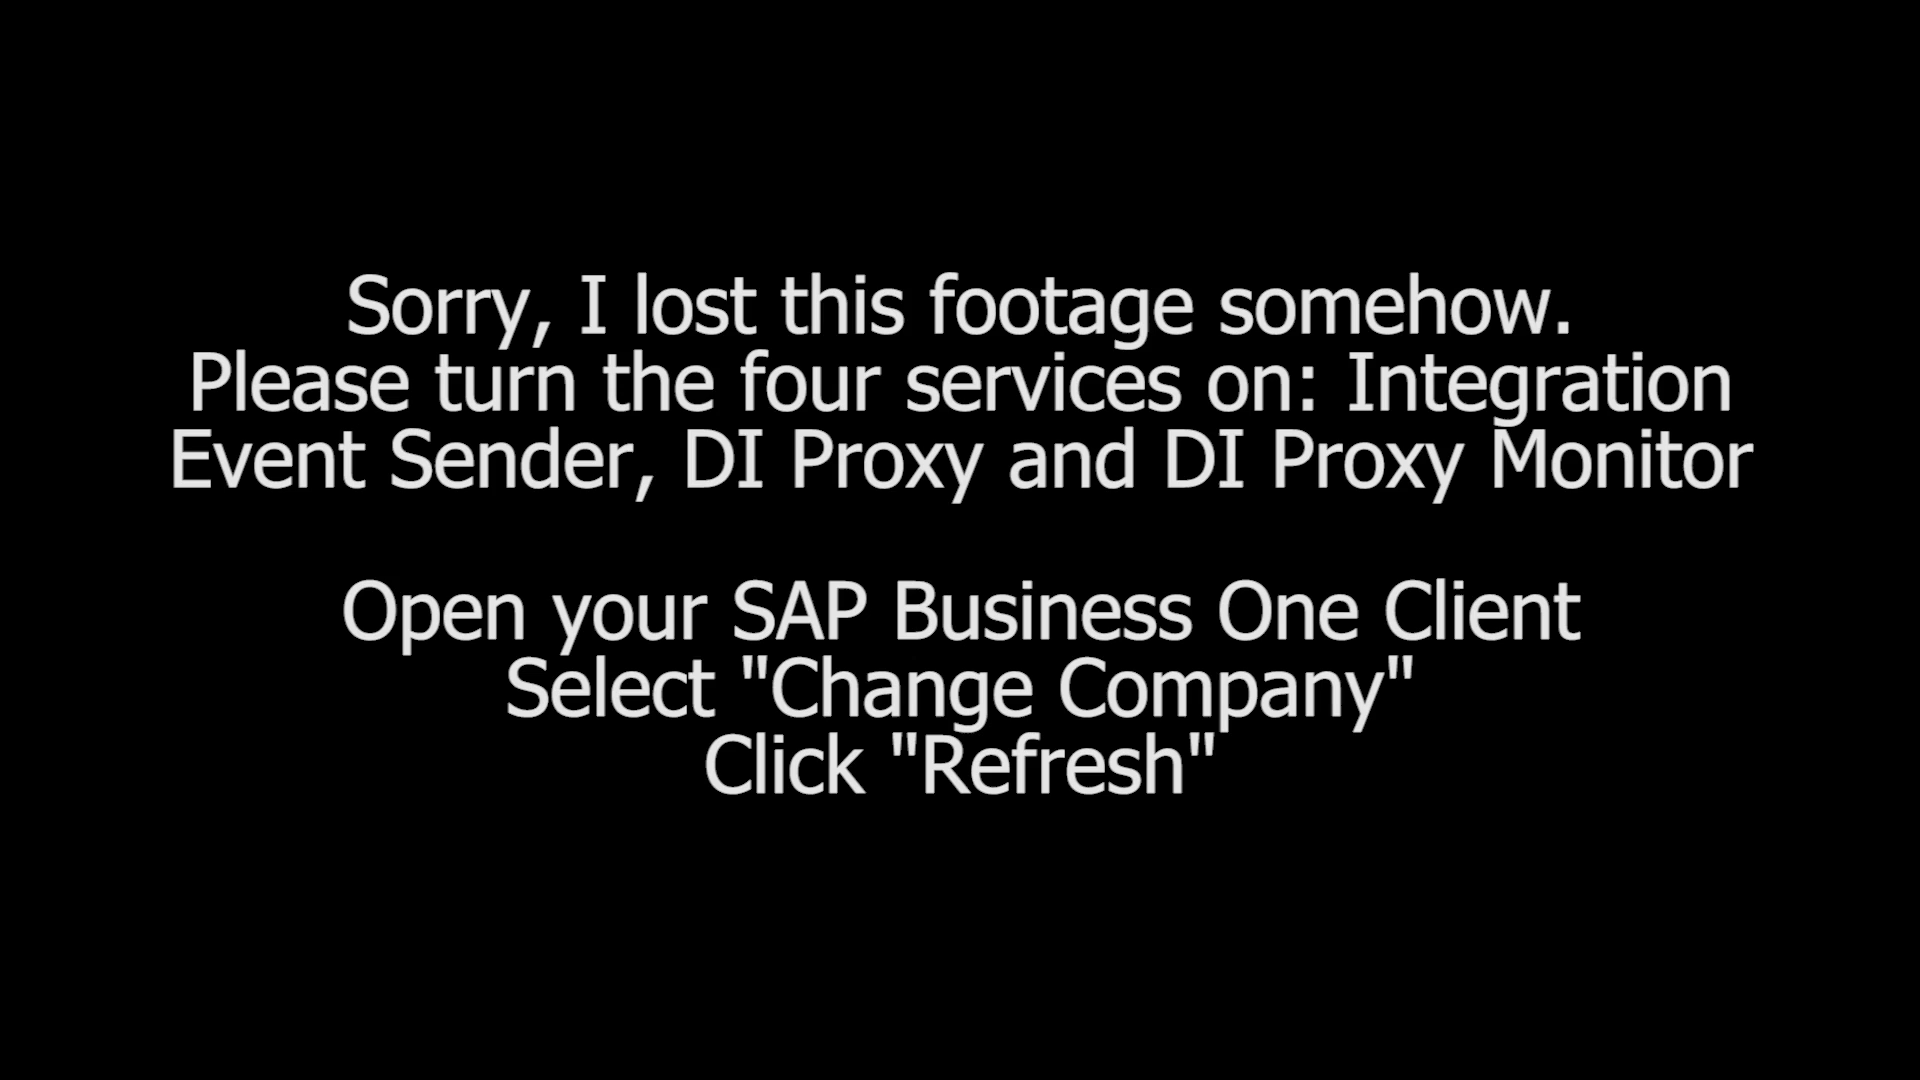 Sorry, I lost this footage somehow.
Please turn the four services on: Integration
Event Sender, DI Proxy and DI Proxy Monitor
Open your SAP Business One Client
Select "Change Company"
Click "Refresh"